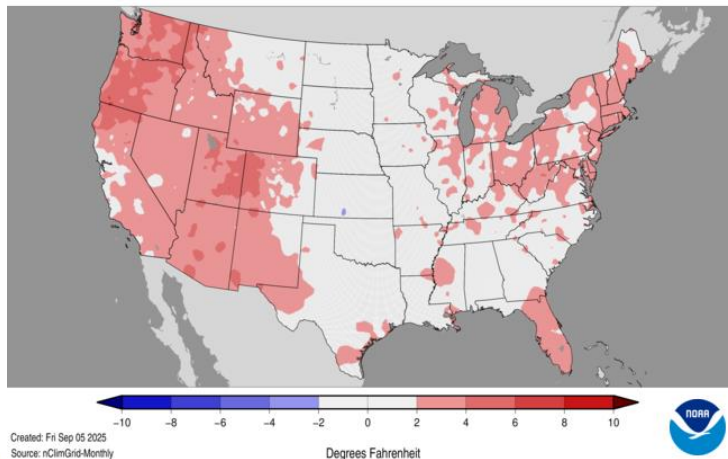 -10 -8 -6 -4 -2 0 2 4 6 8 10
NOAA
Created: Fri Sep 05 2025
Source: nClimGrid-Monthly
Degrees Fahrenheit